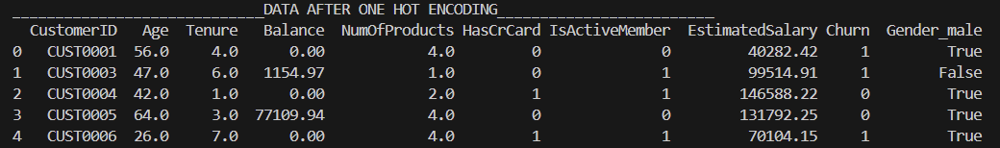 _____________________________DATA AFTER ONE HOT ENCODING_________________________
CustomerID Age Tenure Balance NumOfProducts HasCrCard IsActiveMember EstimatedSalary Churn Gender_male
0 CUST0001 56.0 4.0 0.00 4.0 0 0 40282.42 1 True
1 CUST0003 47.0 6.0 1154.97 1.0 0 1 99514.91 1 False
2 CUST0004 42.0 1.0 0.00 2.0 1 1 146588.22 0 True
3 CUST0005 64.0 3.0 77109.94 4.0 0 0 131792.25 0 True
4 CUST0006 26.0 7.0 0.00 4.0 1 1 70104.15 1 True